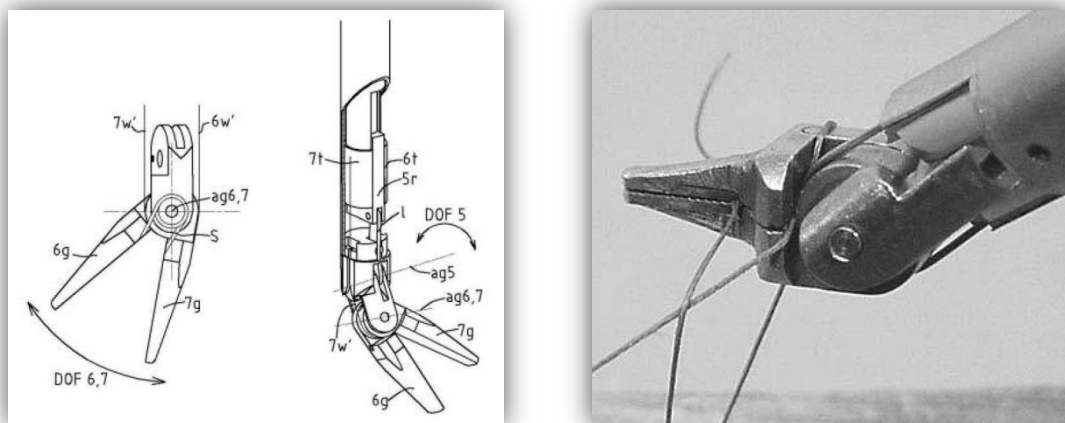 7w' 6w'
ag6,7
S
6g
7g
DOF 6,7
7t 6t
5r
l
DOF 5
ag5
ag6,7
7w' 7g
6g